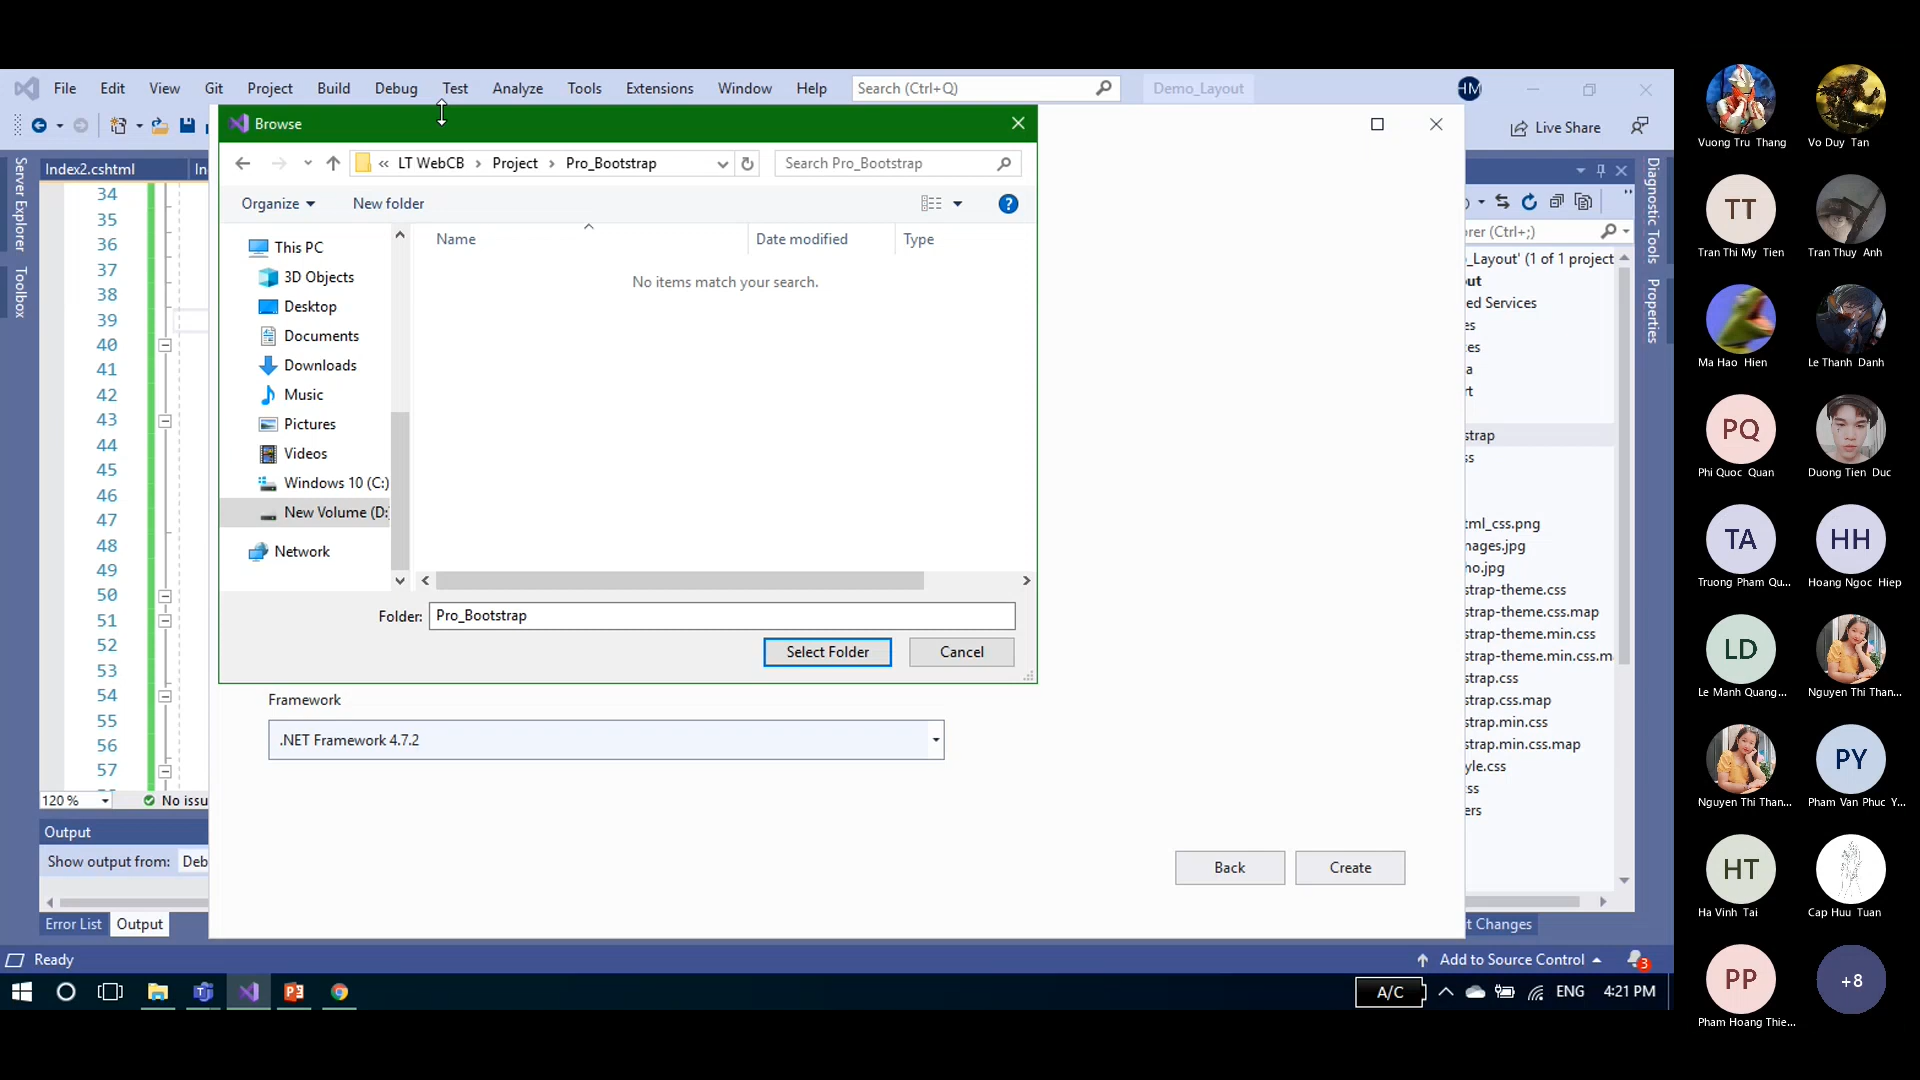 File Edit View Git Project Build Debug Test Analyze Tools Extensions Window Help Search (Ctrl+Q) Demo_Layout HM
Live Share
Browse
« LT WebCB › Project › Pro_Bootstrap Search Pro_Bootstrap
Organize New folder
Name Date modified Type
No items match your search.
This PC
3D Objects
Desktop
Documents
Downloads
Music
Pictures
Videos
Windows 10 (C:)
New Volume (D:
Network
Folder: Pro_Bootstrap
Select Folder Cancel
Framework
.NET Framework 4.7.2
Back Create
Server Explorer
Toolbox
Index2.cshtml In
34
35
36
37
38
39
40
41
42
43
44
45
46
47
48
49
50
51
52
53
54
55
56
57
120 % No issu
Output
Show output from: Deb
Error List Output
Ready
rer (Ctrl+;)
_Layout' (1 of 1 project
ut
ed Services
es
ces
a
rt
strap
ss
tml_css.png
nages.jpg
ho.jpg
strap-theme.css
strap-theme.css.map
strap-theme.min.css
strap-theme.min.css.m
strap.css
strap.css.map
strap.min.css
strap.min.css.map
yle.css
ss
ers
t Changes
Diagnostic Tools
Properties
Add to Source Control 3
A/C ENG 4:21 PM
Vuong Tru Thang
Vo Duy Tan
TT
Tran Thi My Tien
Tran Thuy Anh
Ma Hao Hien
Le Thanh Danh
PQ
Phi Quoc Quan
Duong Tien Duc
TA
Truong Pham Qu...
HH
Hoang Ngoc Hiep
LD
Le Manh Quang...
Nguyen Thi Than...
Nguyen Thi Than...
PY
Pham Van Phuc Y...
HT
Ha Vinh Tai
Cap Huu Tuan
PP
Pham Hoang Thie...
+8